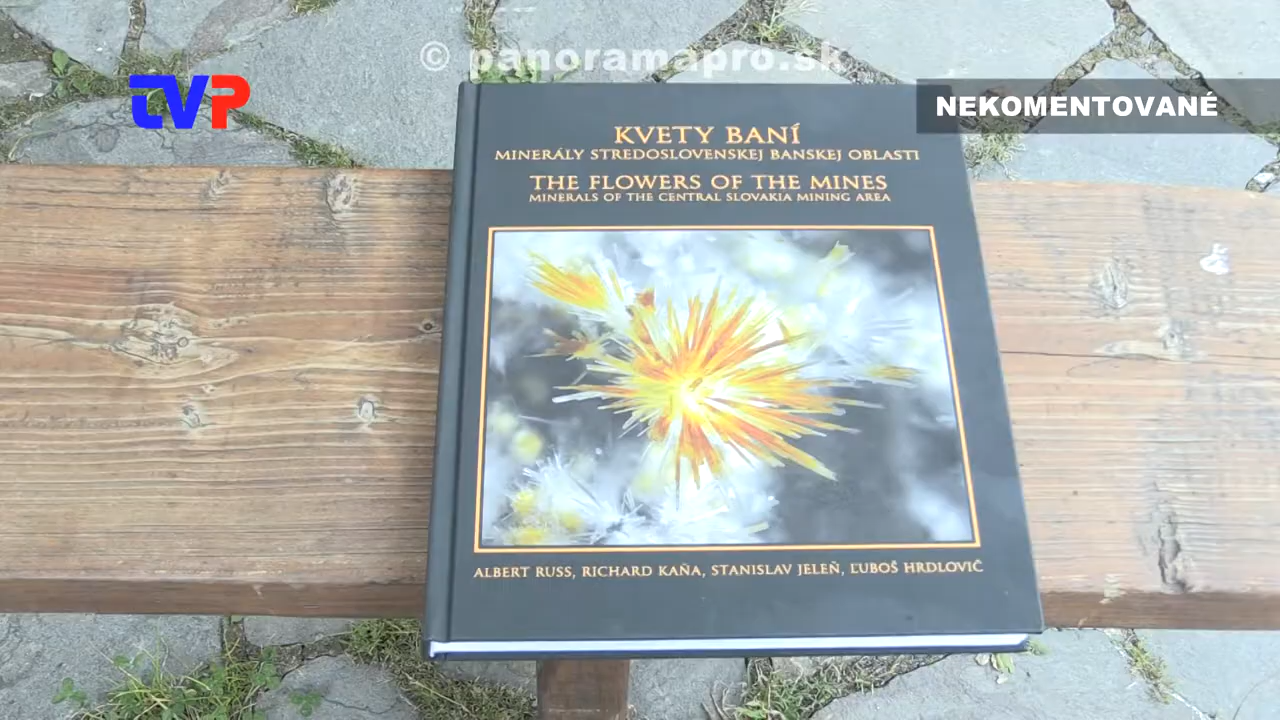 © panoramapro.sk
TVP
NEKOMENTOVANÉ
KVETY BANÍ
MINERÁLY STREDOSLOVENSKEJ BANSKEJ OBLASTI
THE FLOWERS OF THE MINES
MINERALS OF THE CENTRAL SLOVAKIA MINING AREA
ALBERT RUSS, RICHARD KAŇA, STANISLAV JELEŇ, ĽUBOŠ HRDLOVIČ